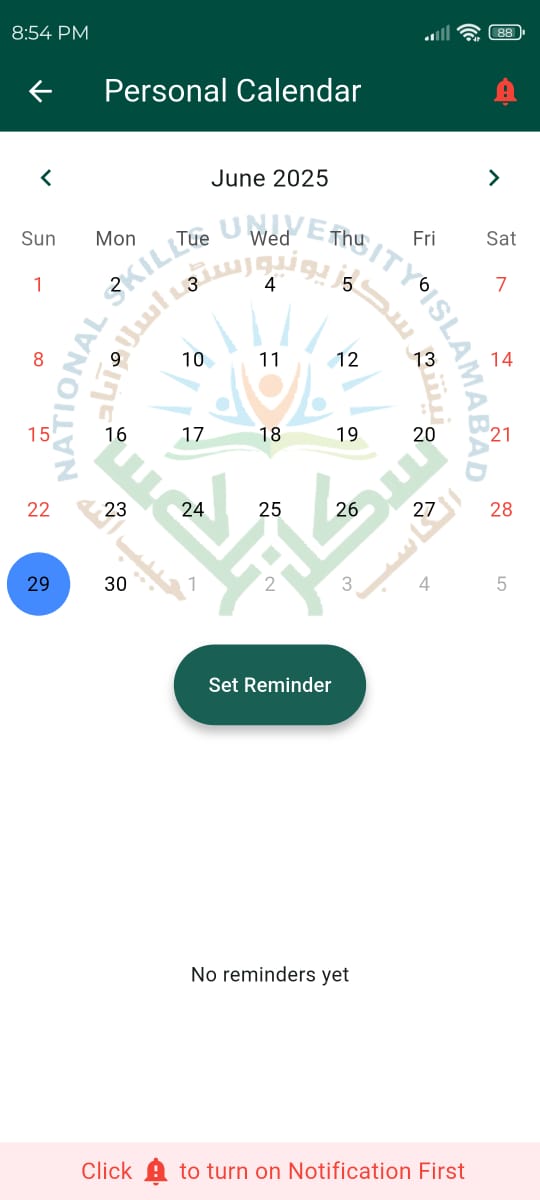 8:54 PM 88
Personal Calendar
June 2025
Sun Mon Tue Wed Thu Fri Sat
1 2 3 4 5 6 7
8 9 10 11 12 13 14
15 16 17 18 19 20 21
22 23 24 25 26 27 28
29 30 1 2 3 4 5
NATIONAL SKILLS UNIVERSITY ISLAMABAD
نیشنل سکلز یونیورسٹی اسلام آباد
الکاسب حبیب اللہ
Set Reminder
No reminders yet
Click to turn on Notification First